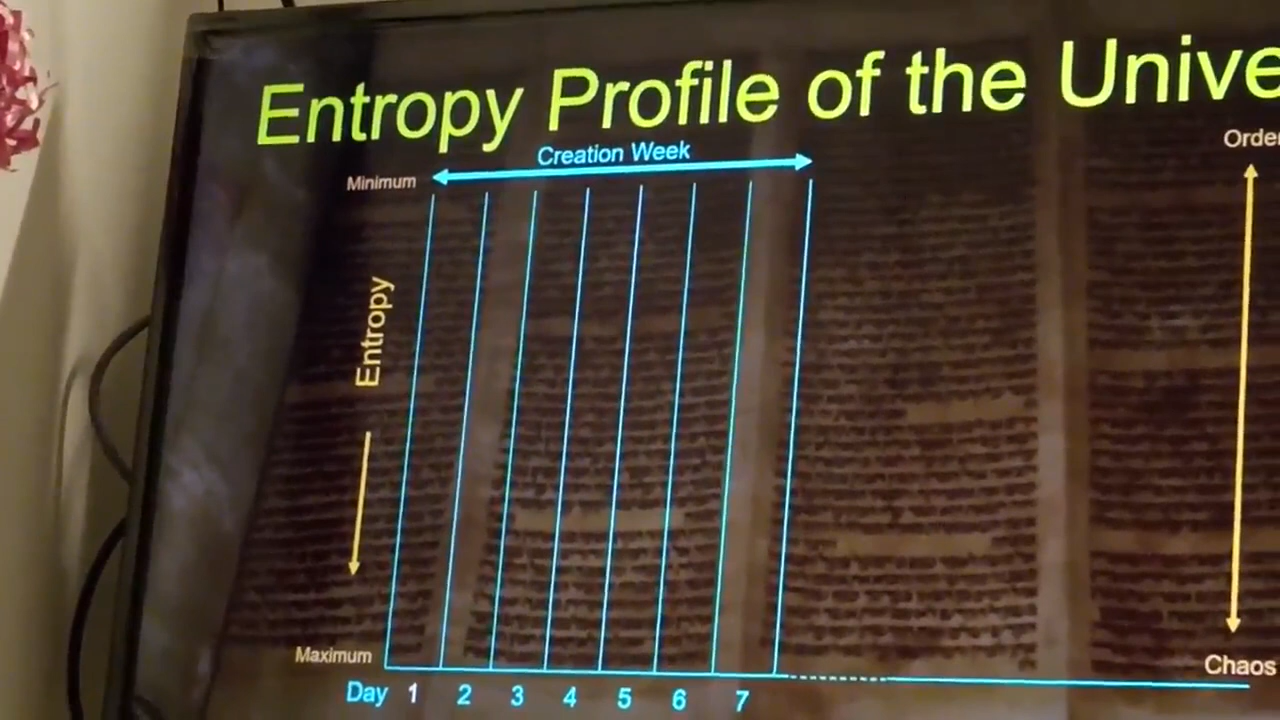 Entropy Profile of the Unive
Creation Week
Minimum
Order
Entropy
Maximum
Chaos
Day 1 2 3 4 5 6 7